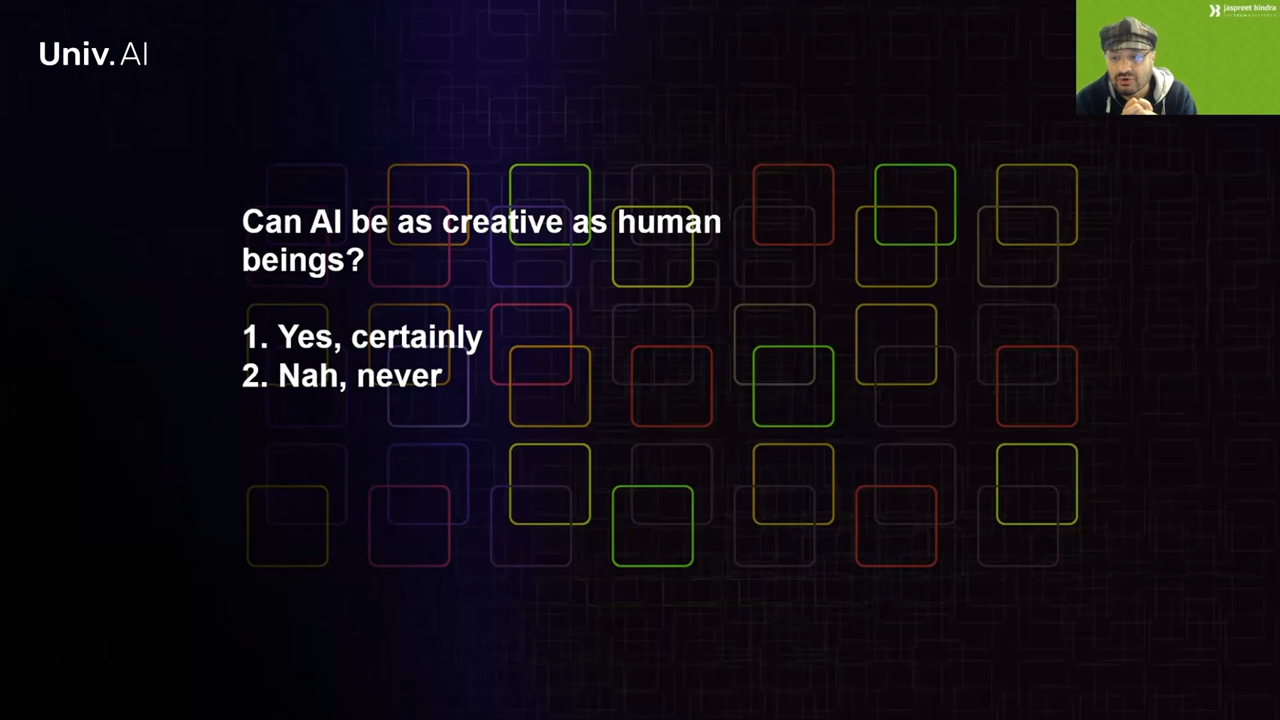 Univ.AI
jaspreet bindra
Can AI be as creative as human
beings?
1. Yes, certainly
2. Nah, never